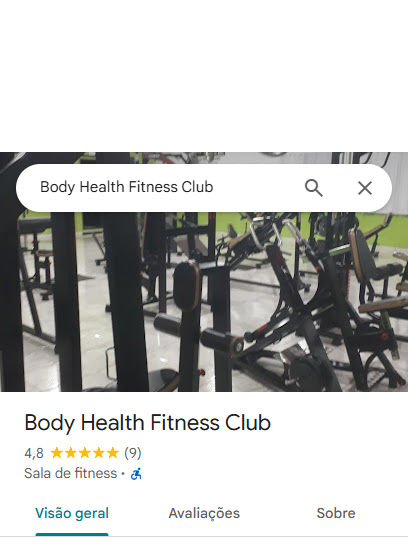 Body Health Fitness Club
Body Health Fitness Club
4,8 (9)
Sala de fitness ·
Visão geral Avaliações Sobre